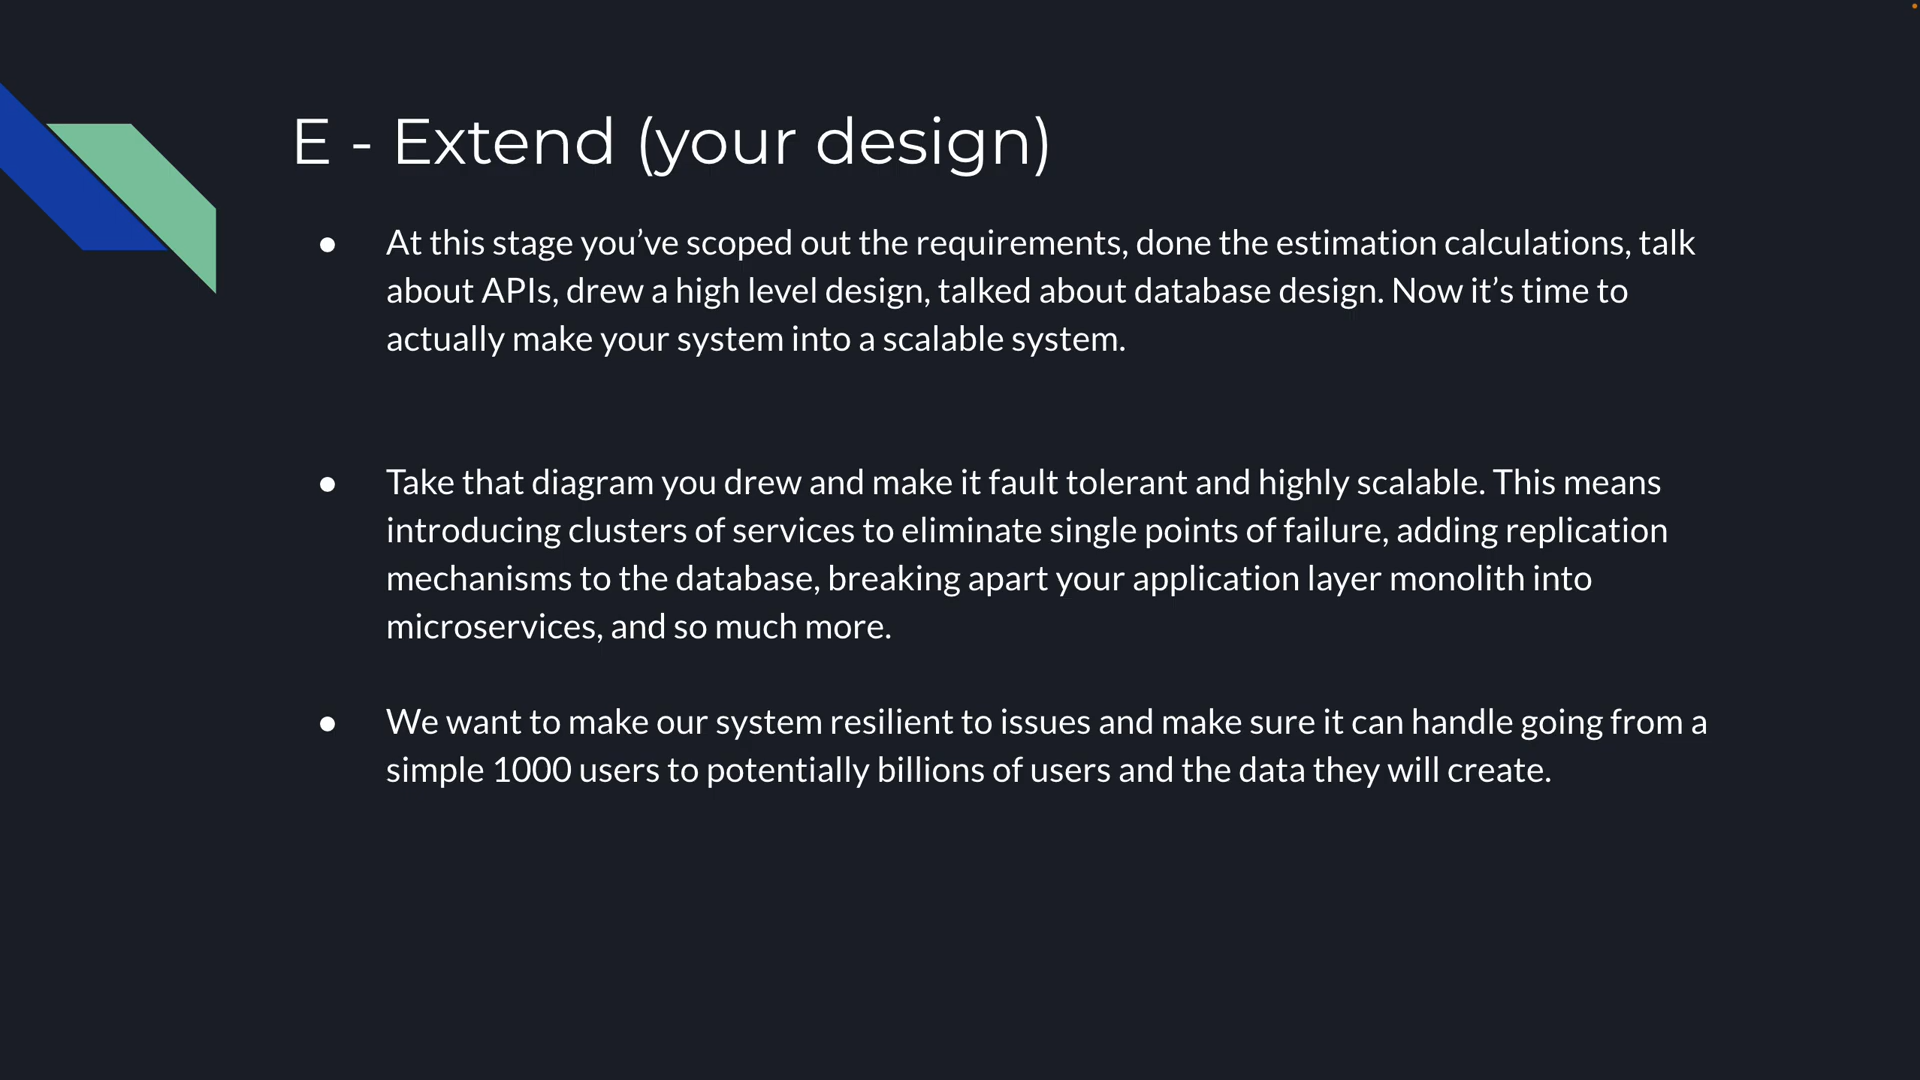 E - Extend (your design)
● At this stage you’ve scoped out the requirements, done the estimation calculations, talk
about APIs, drew a high level design, talked about database design. Now it’s time to
actually make your system into a scalable system.
● Take that diagram you drew and make it fault tolerant and highly scalable. This means
introducing clusters of services to eliminate single points of failure, adding replication
mechanisms to the database, breaking apart your application layer monolith into
microservices, and so much more.
● We want to make our system resilient to issues and make sure it can handle going from a
simple 1000 users to potentially billions of users and the data they will create.